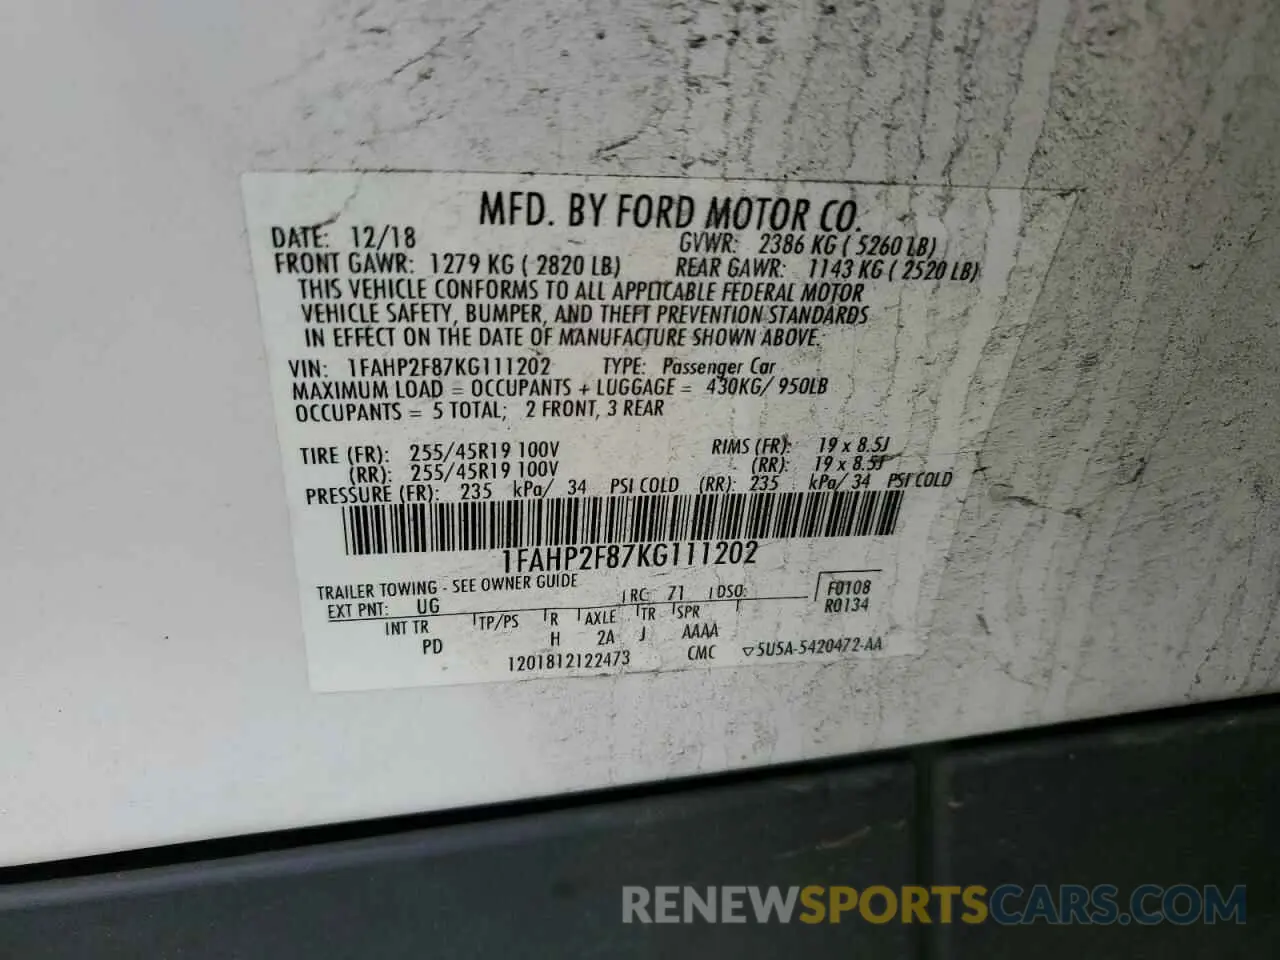 MFD. BY FORD MOTOR CO.
DATE: 12/18 GVWR: 2386 KG ( 5260 LB)
FRONT GAWR: 1279 KG ( 2820 LB) REAR GAWR: 1143 KG ( 2520 LB)
THIS VEHICLE CONFORMS TO ALL APPLICABLE FEDERAL MOTOR
VEHICLE SAFETY, BUMPER, AND THEFT PREVENTION STANDARDS
IN EFFECT ON THE DATE OF MANUFACTURE SHOWN ABOVE.
VIN: 1FAHP2F87KG111202 TYPE: Passenger Car
MAXIMUM LOAD = OCCUPANTS + LUGGAGE = 430KG/ 950LB
OCCUPANTS = 5 TOTAL; 2 FRONT, 3 REAR
TIRE (FR): 255/45R19 100V RIMS (FR): 19 x 8.5J
(RR): 255/45R19 100V (RR): 19 x 8.5J
PRESSURE (FR): 235 kPa/ 34 PSI COLD (RR): 235 kPa/ 34 PSI COLD
1FAHP2F87KG111202
TRAILER TOWING - SEE OWNER GUIDE
EXT PNT: UG RC: 71 DSO: F0108
R0134
INT TR TP/PS R AXLE TR SPR
PD H 2A J AAAA
1201812122473 CMC ▽5U5A-5420472-AA
RENEWSPORTSCARS.COM